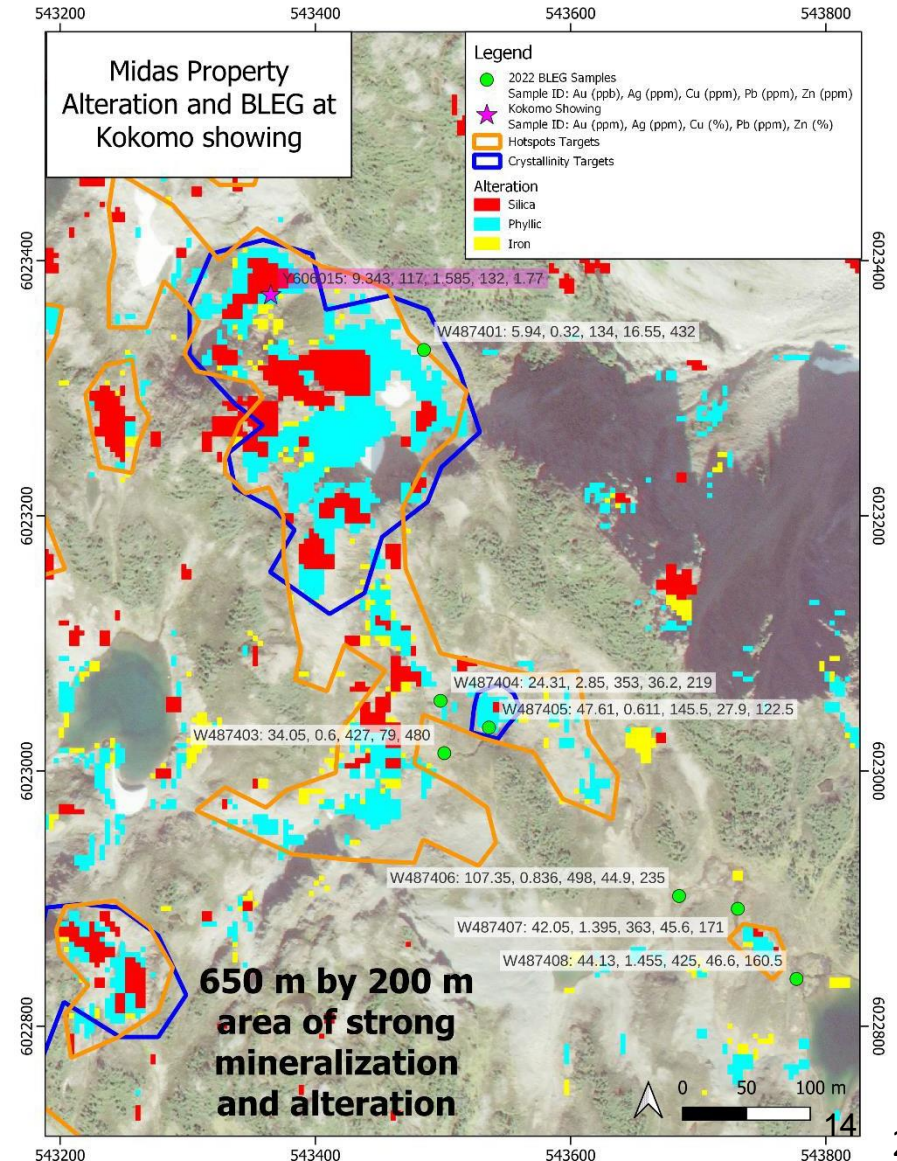 543200 543400 543600 543800
Midas Property
Alteration and BLEG at
Kokomo showing
Legend
2022 BLEG Samples
Sample ID: Au (ppb), Ag (ppm), Cu (ppm), Pb (ppm), Zn (ppm)
Kokomo Showing
Sample ID: Au (ppm), Ag (ppm), Cu (%), Pb (ppm), Zn (%)
Hotspots Targets
Crystallinity Targets
Alteration
Silica
Phyllic
Iron
6023400 6023400
Y606015: 9.343, 117, 1.585, 132, 1.77
W487401: 5.94, 0.32, 134, 16.55, 432
6023200 6023200
W487404: 24.31, 2.85, 353, 36.2, 219
W487405: 47.61, 0.611, 145.5, 27.9, 122.5
W487403: 34.05, 0.6, 427, 79, 480
6023000 6023000
W487406: 107.35, 0.836, 498, 44.9, 235
W487407: 42.05, 1.395, 363, 45.6, 171
W487408: 44.13, 1.455, 425, 46.6, 160.5
650 m by 200 m
area of strong
mineralization
and alteration
6022800 6022800
0 50 100 m
14
543200 543400 543600 543800